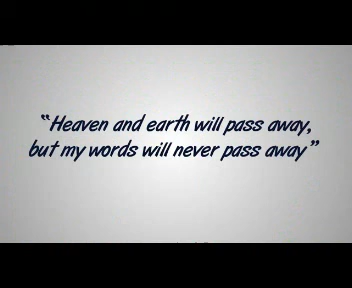 “Heaven and earth will pass away,
but my words will never pass away”